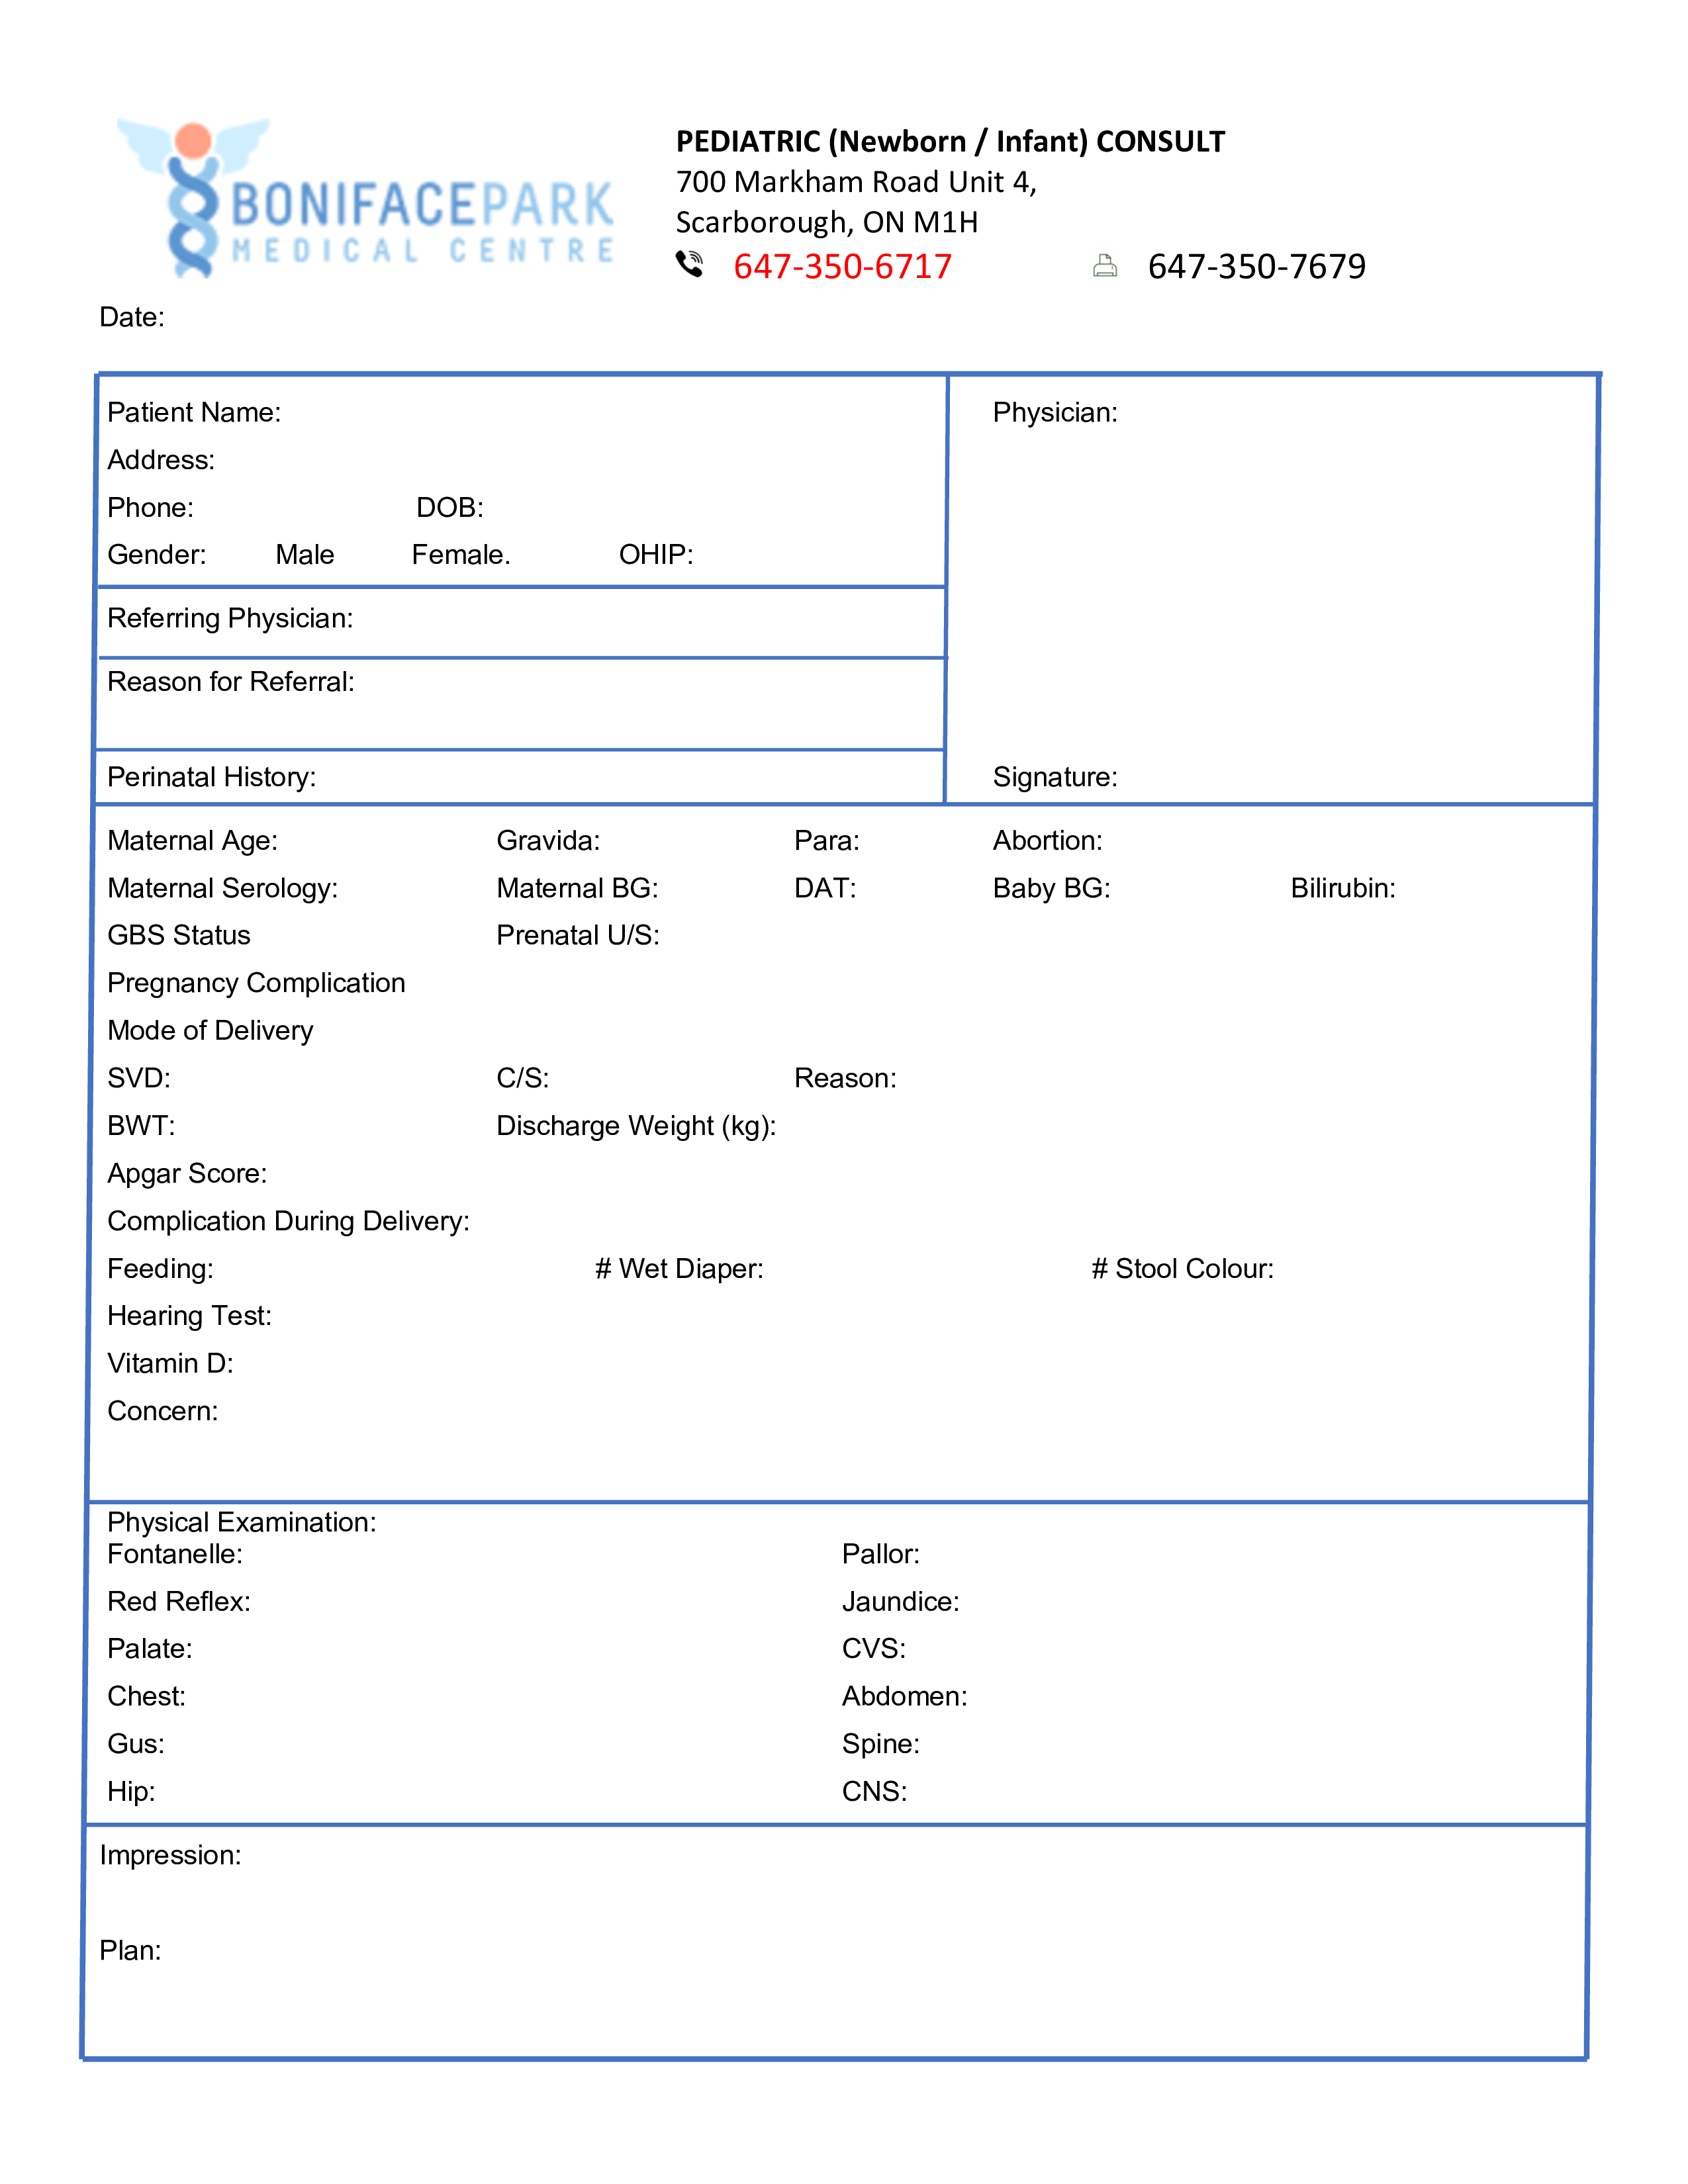 BONIFACEPARK
MEDICAL CENTRE
PEDIATRIC (Newborn / Infant) CONSULT
700 Markham Road Unit 4,
Scarborough, ON M1H
647-350-6717 647-350-7679
Date:
Patient Name: Physician:
Address:
Phone: DOB:
Gender: Male Female. OHIP:
Referring Physician:
Reason for Referral:
Perinatal History: Signature:
Maternal Age: Gravida: Para: Abortion:
Maternal Serology: Maternal BG: DAT: Baby BG: Bilirubin:
GBS Status Prenatal U/S:
Pregnancy Complication
Mode of Delivery
SVD: C/S: Reason:
BWT: Discharge Weight (kg):
Apgar Score:
Complication During Delivery:
Feeding: # Wet Diaper: # Stool Colour:
Hearing Test:
Vitamin D:
Concern:
Physical Examination:
Fontanelle: Pallor:
Red Reflex: Jaundice:
Palate: CVS:
Chest: Abdomen:
Gus: Spine:
Hip: CNS:
Impression:
Plan: